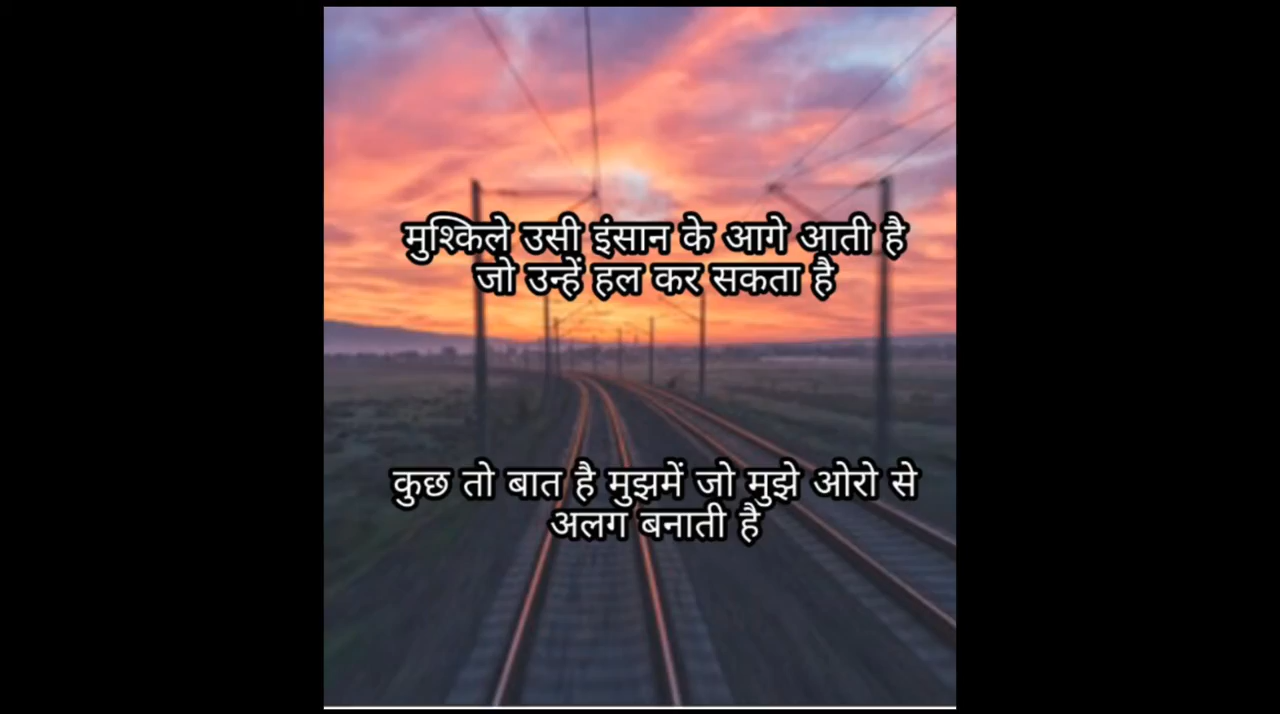 मुश्किले उसी इंसान के आगे आती है
जो उन्हें हल कर सकता है
कुछ तो बात है मुझमें जो मुझे ओरो से
अलग बनाती है